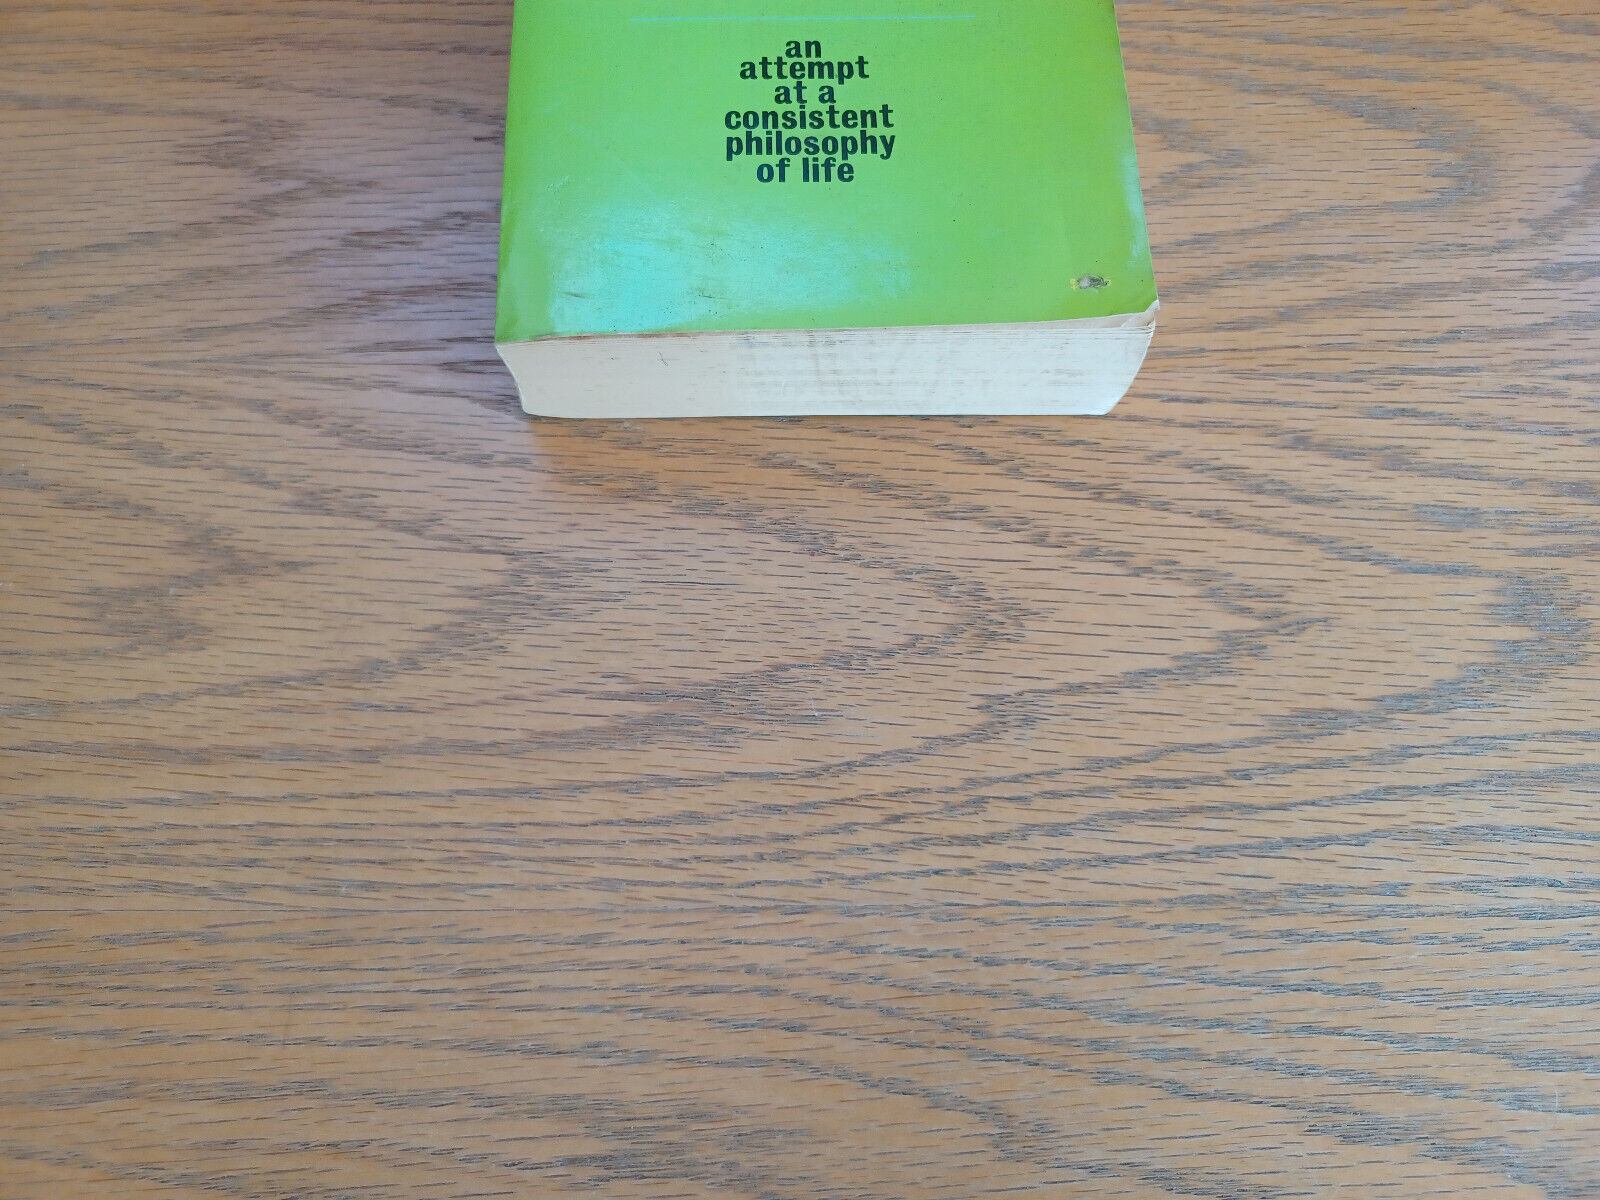 an
attempt
at a
consistent
philosophy
of life